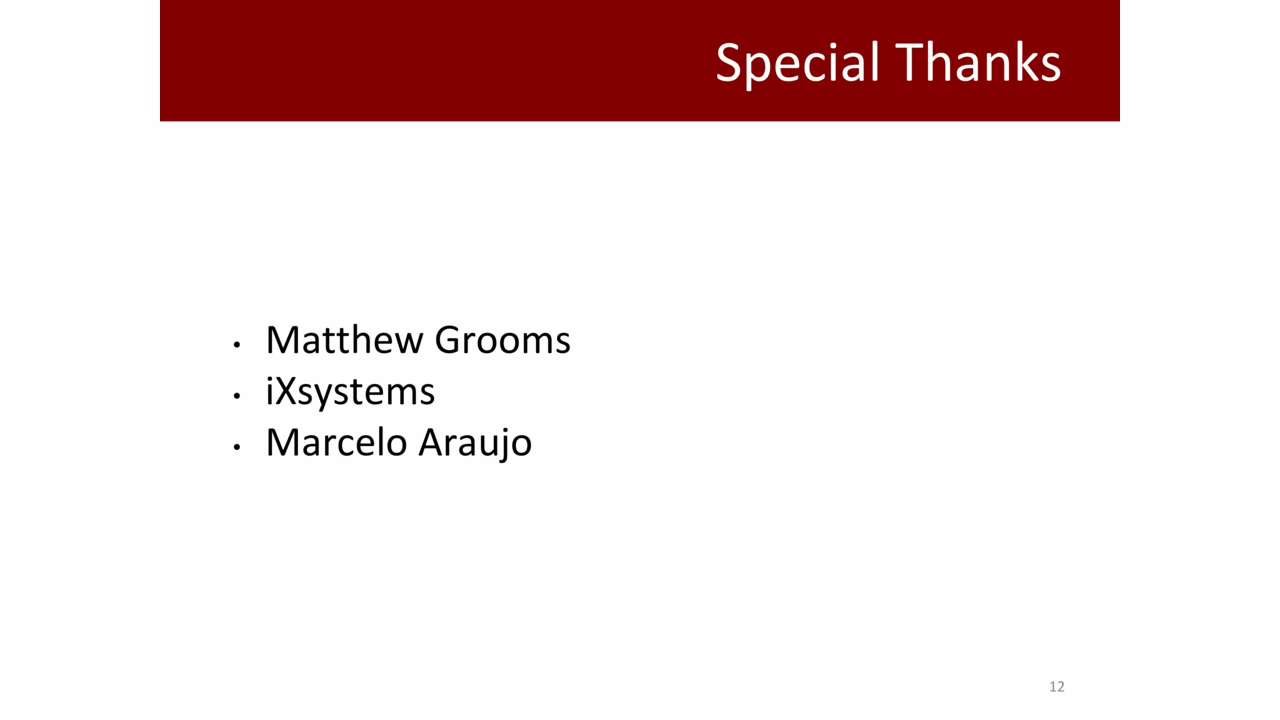 Special Thanks
• Matthew Grooms
• iXsystems
• Marcelo Araujo
12